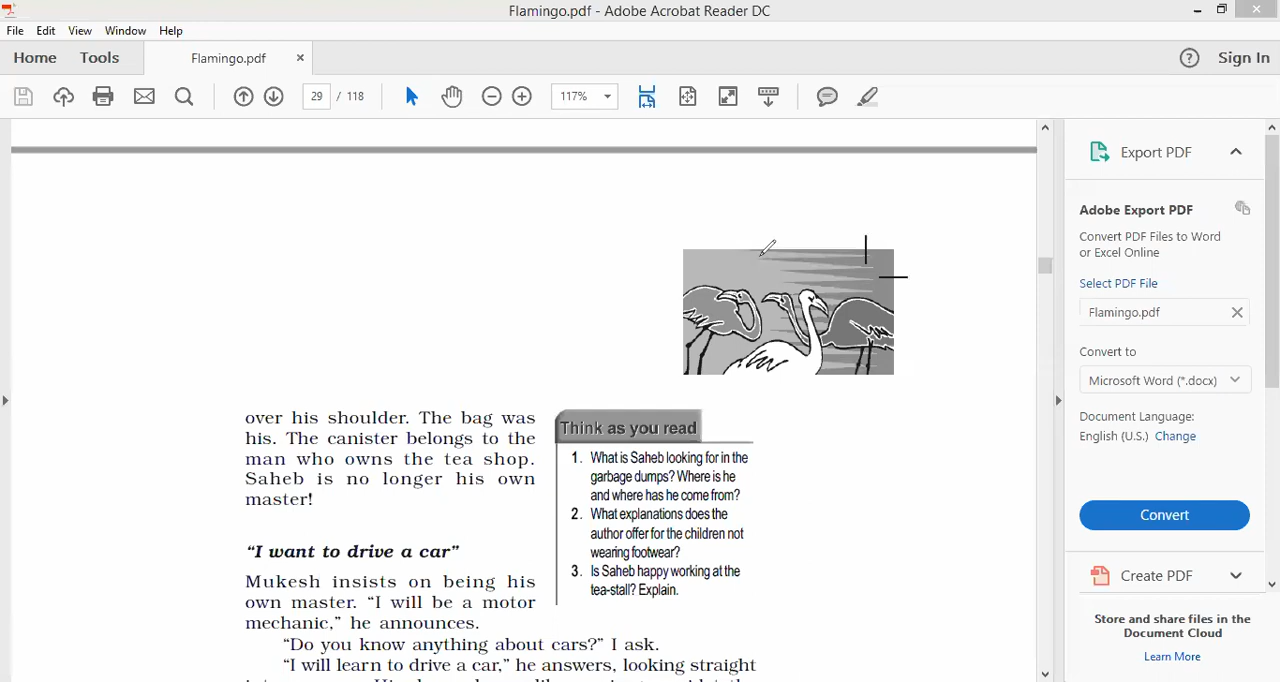 Flamingo.pdf - Adobe Acrobat Reader DC
File Edit View Window Help
Home Tools Flamingo.pdf × ? Sign In
29 / 118 117%
over his shoulder. The bag was
his. The canister belongs to the
man who owns the tea shop.
Saheb is no longer his own
master!
“I want to drive a car”
Mukesh insists on being his
own master. “I will be a motor
mechanic,” he announces.
“Do you know anything about cars?” I ask.
“I will learn to drive a car,” he answers, looking straight
Think as you read
1. What is Saheb looking for in the
garbage dumps? Where is he
and where has he come from?
2. What explanations does the
author offer for the children not
wearing footwear?
3. Is Saheb happy working at the
tea-stall? Explain.
Export PDF
Adobe Export PDF
Convert PDF Files to Word
or Excel Online
Select PDF File
Flamingo.pdf
Convert to
Microsoft Word (*.docx)
Document Language:
English (U.S.) Change
Convert
Create PDF
Store and share files in the
Document Cloud
Learn More